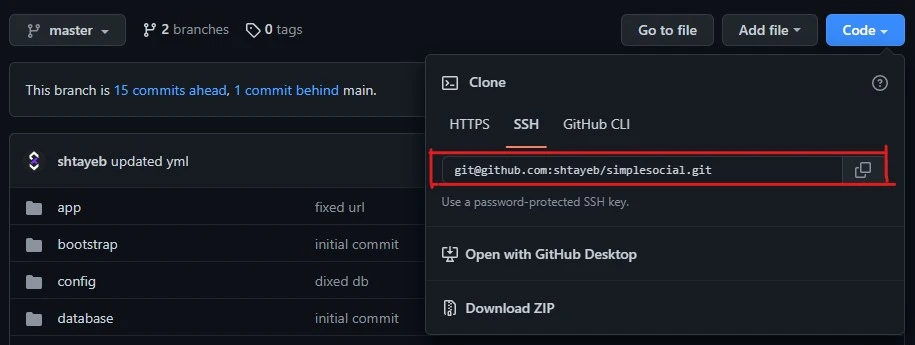 master 2 branches 0 tags Go to file Add file Code
This branch is 15 commits ahead, 1 commit behind main.
Clone
HTTPS SSH GitHub CLI
git@github.com:shtayeb/simplesocial.git
Use a password-protected SSH key.
Open with GitHub Desktop
Download ZIP
shtayeb updated yml
app fixed url
bootstrap initial commit
config dixed db
database initial commit